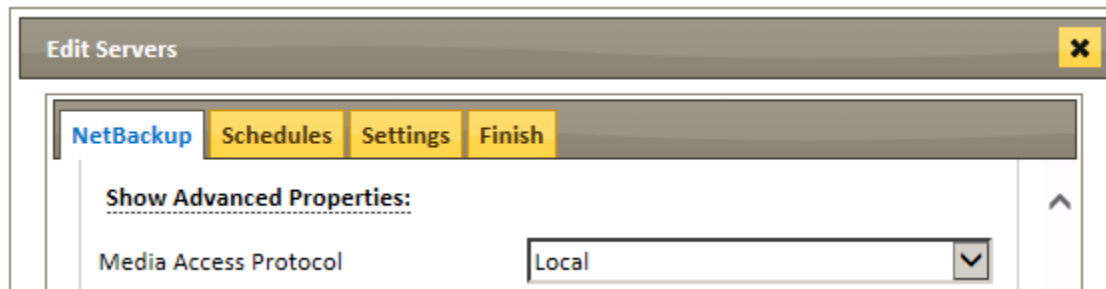 Edit Servers
NetBackup Schedules Settings Finish
Show Advanced Properties:
Media Access Protocol Local